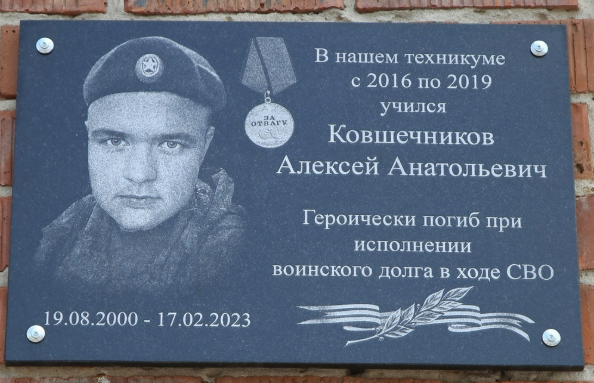 В нашем техникуме
с 2016 по 2019
учился
Ковшечников
Алексей Анатольевич
ЗА
ОТВАГУ
Героически погиб при
исполнении
воинского долга в ходе СВО
19.08.2000 - 17.02.2023